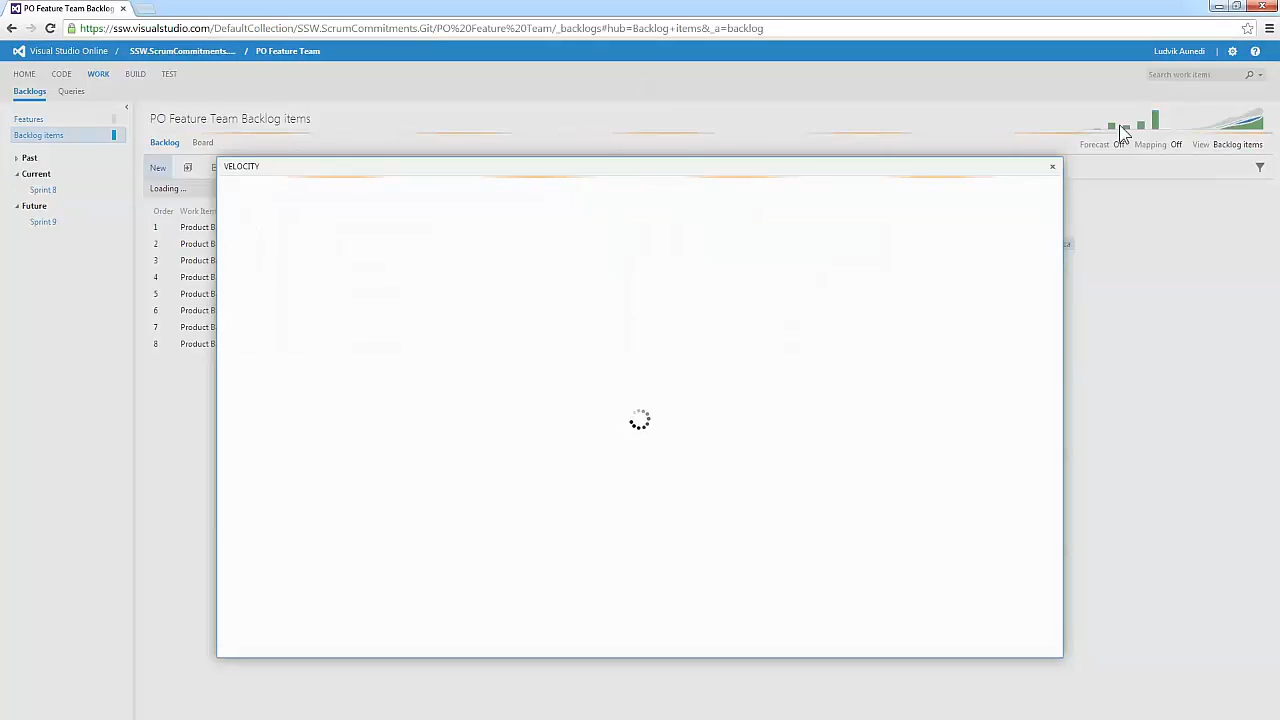 PO Feature Team Backlog
https://ssw.visualstudio.com/DefaultCollection/SSW.ScrumCommitments.Git/PO%20Feature%20Team/_backlogs#hub=Backlog+items&_a=backlog
Visual Studio Online / SSW.ScrumCommitments.... / PO Feature Team
Ludvik Aunedi
HOME CODE WORK BUILD TEST
Search work items
Backlogs Queries
Features
Backlog items
Past
Current
Sprint 8
Future
Sprint 9
PO Feature Team Backlog items
Backlog Board
Forecast Off Mapping Off View Backlog items
New
VELOCITY
Loading ...
Order Work Item
1 Product B
2 Product B
3 Product B
4 Product B
5 Product B
6 Product B
7 Product B
8 Product B